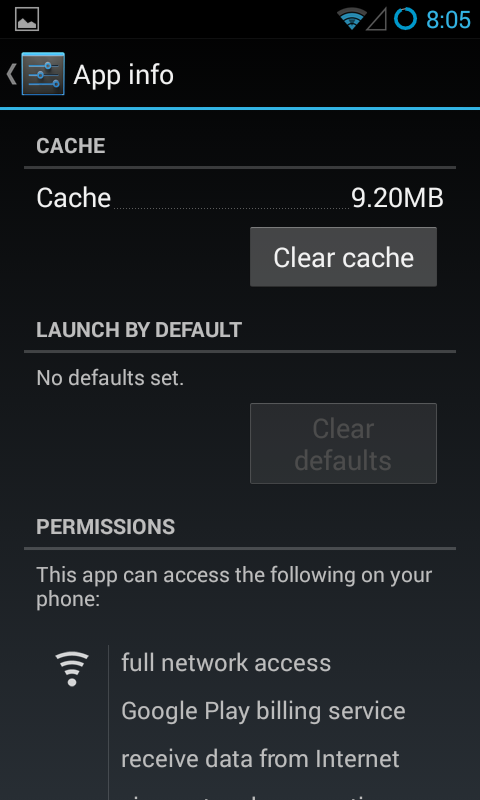 8:05
App info
CACHE
Cache 9.20MB
Clear cache
LAUNCH BY DEFAULT
No defaults set.
Clear
defaults
PERMISSIONS
This app can access the following on your
phone:
full network access
Google Play billing service
receive data from Internet